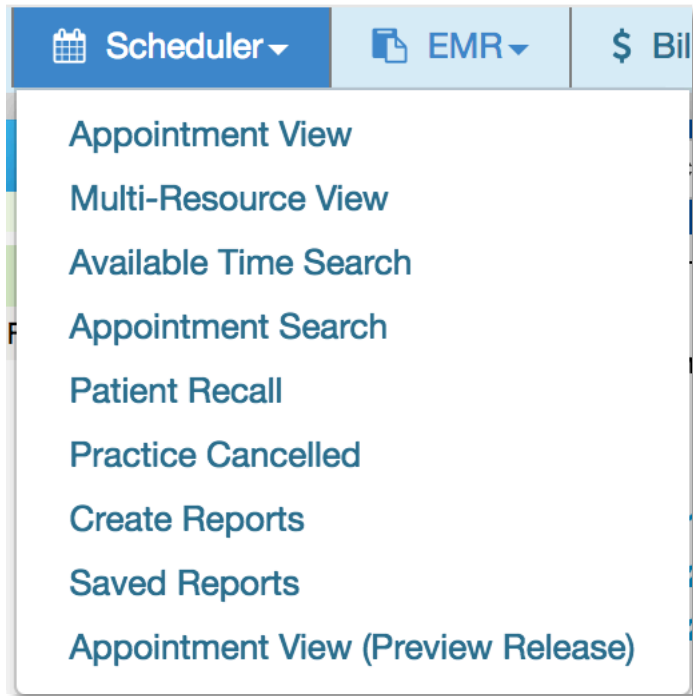 Scheduler EMR $ Bil
Appointment View
Multi-Resource View
Available Time Search
Appointment Search
Patient Recall
Practice Cancelled
Create Reports
Saved Reports
Appointment View (Preview Release)